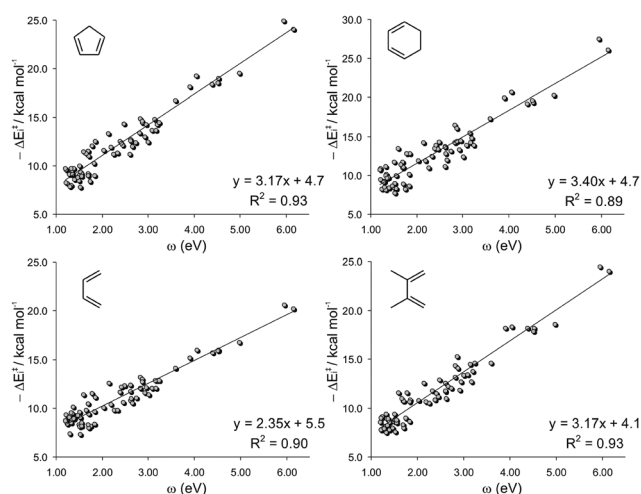 25.0
20.0
15.0
10.0
5.0
− ΔEi‡ / kcal mol-1
1.00 2.00 3.00 4.00 5.00 6.00
ω (eV)
y = 3.17x + 4.7
R2 = 0.93
30.0
25.0
20.0
15.0
10.0
5.0
− ΔEi‡ / kcal mol-1
1.00 2.00 3.00 4.00 5.00 6.00
ω (eV)
y = 3.40x + 4.7
R2 = 0.89
25.0
20.0
15.0
10.0
5.0
− ΔEi‡ / kcal mol-1
1.00 2.00 3.00 4.00 5.00 6.00
ω (eV)
y = 2.35x + 5.5
R2 = 0.90
25.0
20.0
15.0
10.0
5.0
− ΔEi‡ / kcal mol-1
1.00 2.00 3.00 4.00 5.00 6.00
ω (eV)
y = 3.17x + 4.1
R2 = 0.93